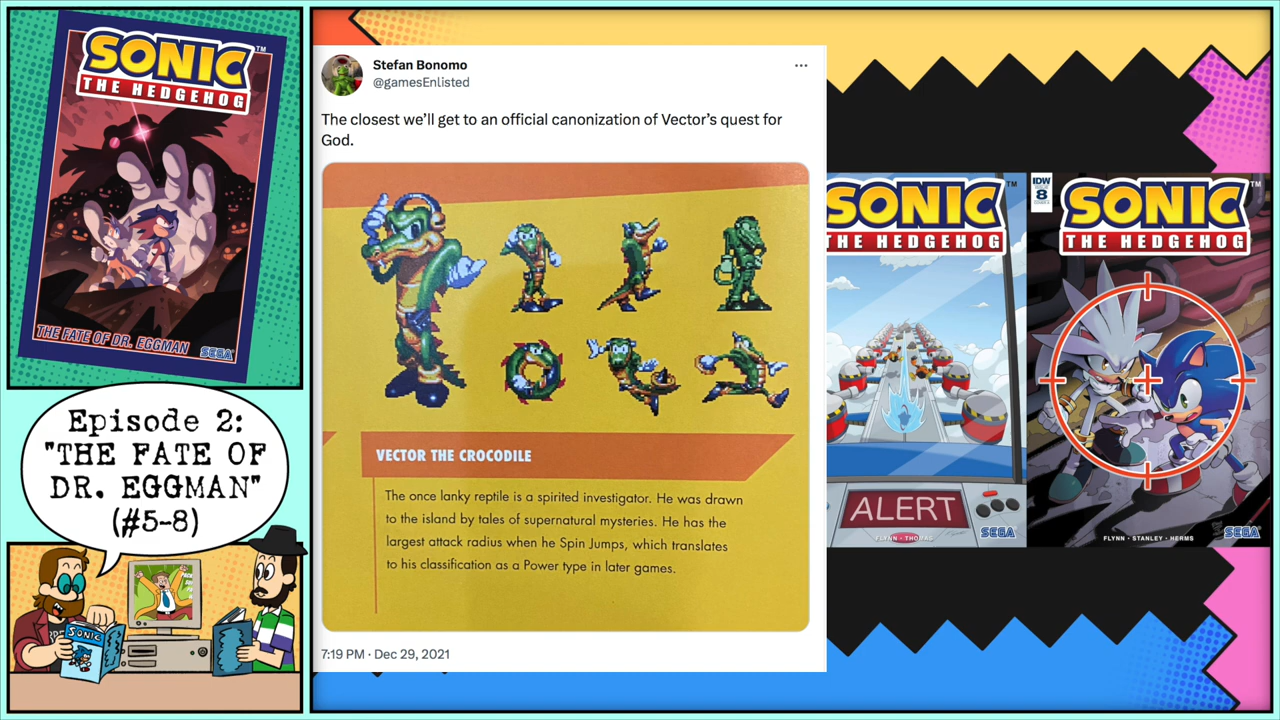 SONIC™
THE HEDGEHOG
THE FATE OF DR. EGGMAN
SEGA
Episode 2:
"THE FATE OF
DR. EGGMAN"
(#5-8)
SONIC
Stefan Bonomo
@gamesEnlisted
The closest we'll get to an official canonization of Vector's quest for
God.
VECTOR THE CROCODILE
The once lanky reptile is a spirited investigator. He was drawn
to the island by tales of supernatural mysteries. He has the
largest attack radius when he Spin Jumps, which translates
to his classification as a Power type in later games.
7:19 PM · Dec 29, 2021
SONIC™
THE HEDGEHOG
ALERT
FLYNN · THOMAS
SEGA
IDW
8
SONIC™
THE HEDGEHOG
FLYNN · STANLEY · HERMS
SEGA